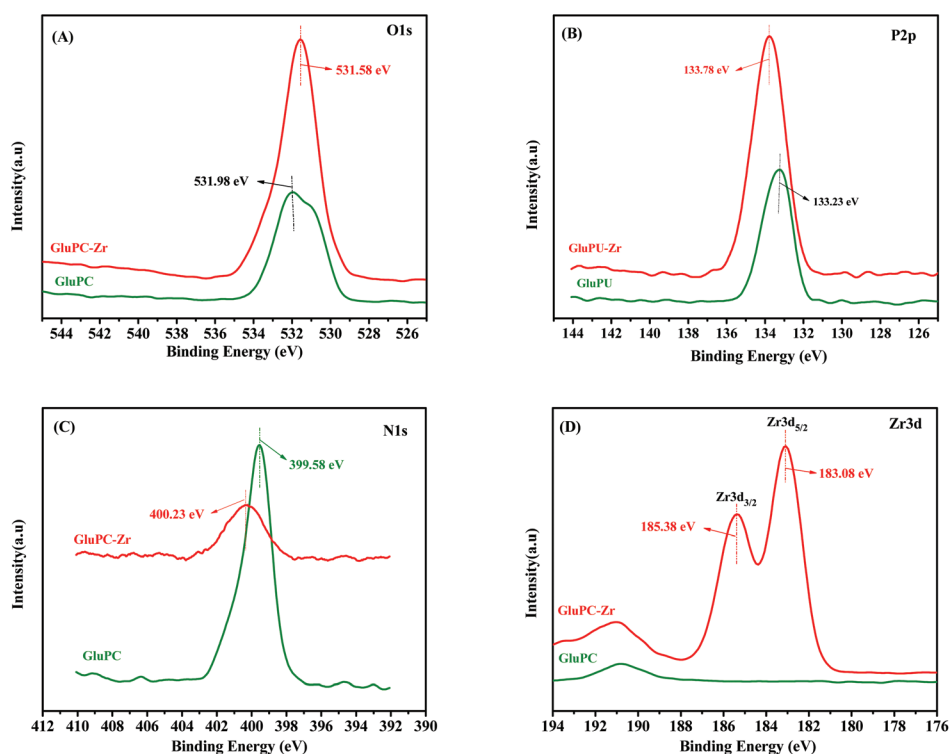 (A)
O1s
531.58 eV
531.98 eV
GluPC-Zr
GluPC
Intensity(a.u)
544 542 540 538 536 534 532 530 528 526
Binding Energy (eV)
(B)
P2p
133.78 eV
133.23 eV
GluPU-Zr
GluPU
Intensity(a.u)
144 142 140 139 137 135 133 132 130 128 126
Binding Energy (eV)
(C)
N1s
399.58 eV
400.23 eV
GluPC-Zr
GluPC
Intensity(a.u)
412 410 408 406 404 402 400 398 396 394 392 390
Binding Energy (eV)
(D)
Zr3d
Zr3d5/2
183.08 eV
Zr3d3/2
185.38 eV
GluPC-Zr
GluPC
Intensity(a.u)
194 192 190 188 186 184 182 180 178 176
Binding Energy (eV)